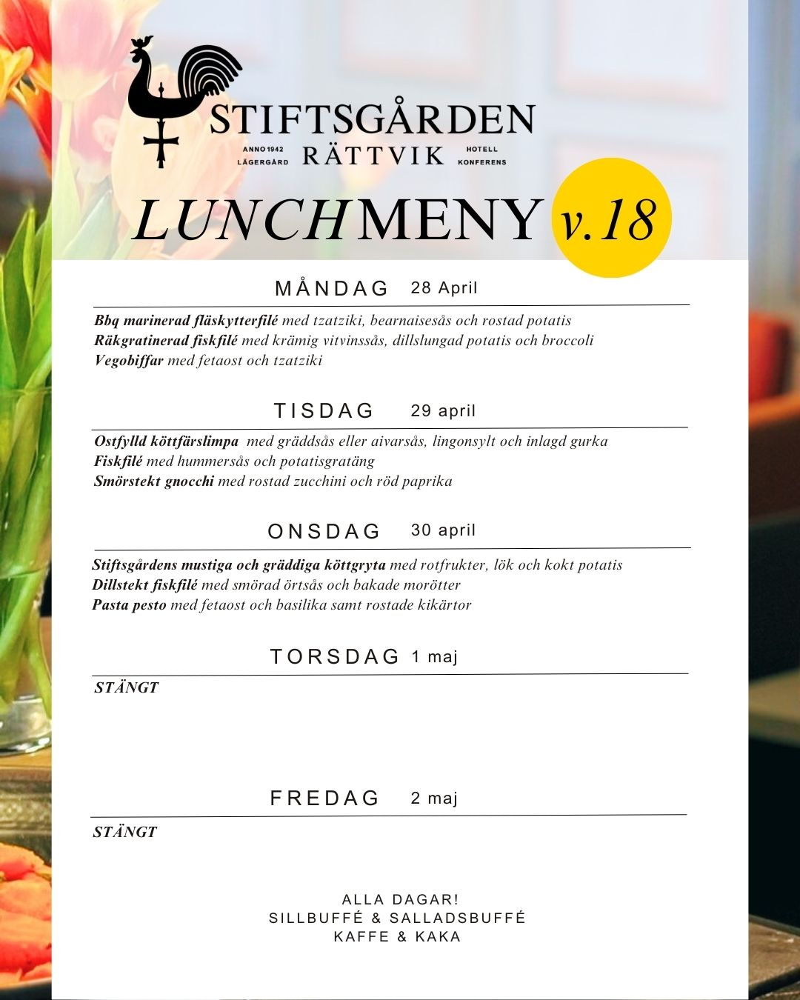 STIFTSGÅRDEN
ANNO 1942 LÄGERGÅRD RÄTTVIK HOTELL KONFERENS
LUNCHMENY v.18
MÅNDAG 28 April
Bbq marinerad fläskytterfilé med tzatziki, bearnaisesås och rostad potatis
Räkgratinerad fiskfilé med krämig vitvinssås, dillslungad potatis och broccoli
Vegobiffar med fetaost och tzatziki
TISDAG 29 april
Ostfylld köttfärslimpa med gräddsås eller aivarsås, lingonsylt och inlagd gurka
Fiskfilé med hummersås och potatisgratäng
Smörstekt gnocchi med rostad zucchini och röd paprika
ONSDAG 30 april
Stiftsgårdens mustiga och gräddiga köttgryta med rotfrukter, lök och kokt potatis
Dillstekt fiskfilé med smörad örtsås och bakade morötter
Pasta pesto med fetaost och basilika samt rostade kikärtor
TORSDAG 1 maj
STÄNGT
FREDAG 2 maj
STÄNGT
ALLA DAGAR!
SILLBUFFÉ & SALLADSBUFFÉ
KAFFE & KAKA